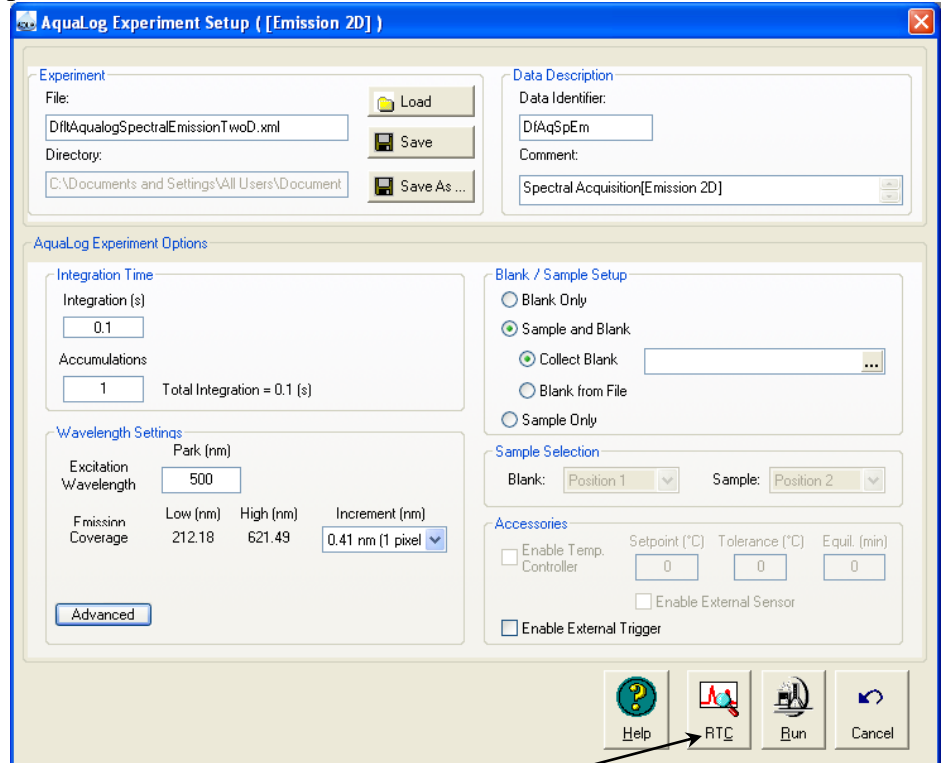 AquaLog Experiment Setup ( [Emission 2D] )
Experiment
File:
DfltAqualogSpectralEmissionTwoD.xml
Directory:
C:\Documents and Settings\All Users\Document
Load
Save
Save As ...
Data Description
Data Identifier:
DfAqSpEm
Comment:
Spectral Acquisition[Emission 2D]
AquaLog Experiment Options
Integration Time
Integration (s)
0.1
Accumulations
1 Total Integration = 0.1 (s)
Wavelength Settings
Park (nm)
Excitation
Wavelength
500
Emission
Coverage
Low (nm) High (nm) Increment (nm)
212.18 621.49 0.41 nm (1 pixel
Advanced
Blank / Sample Setup
Blank Only
Sample and Blank
Collect Blank ...
Blank from File
Sample Only
Sample Selection
Blank: Position 1 Sample: Position 2
Accessories
Enable Temp.
Controller
Setpoint (°C) Tolerance (°C) Equil. (min)
0 0 0
Enable External Sensor
Enable External Trigger
Help RTC Run Cancel